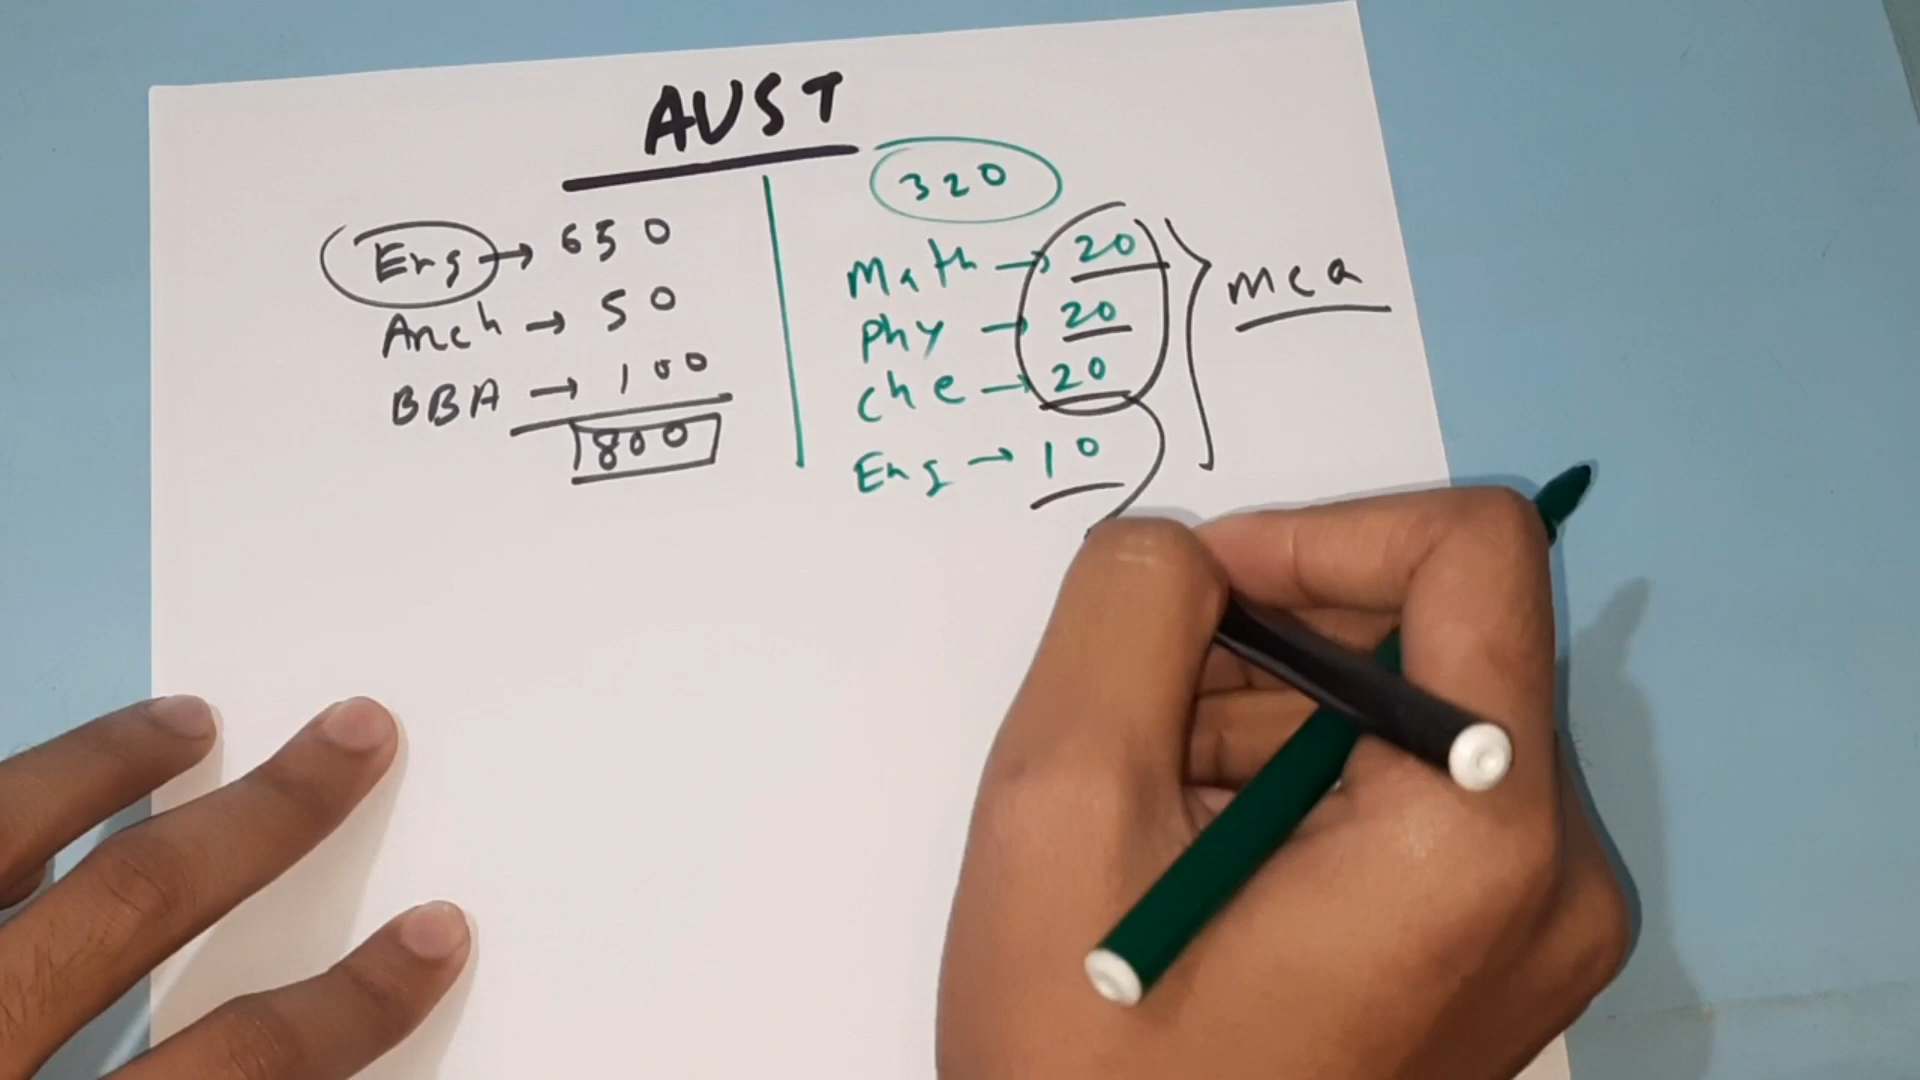 AUST
Eng → 650
Arch → 50
BBA → 100
800
320
Math → 20
Phy → 20
Che → 20
Eng → 10
mca